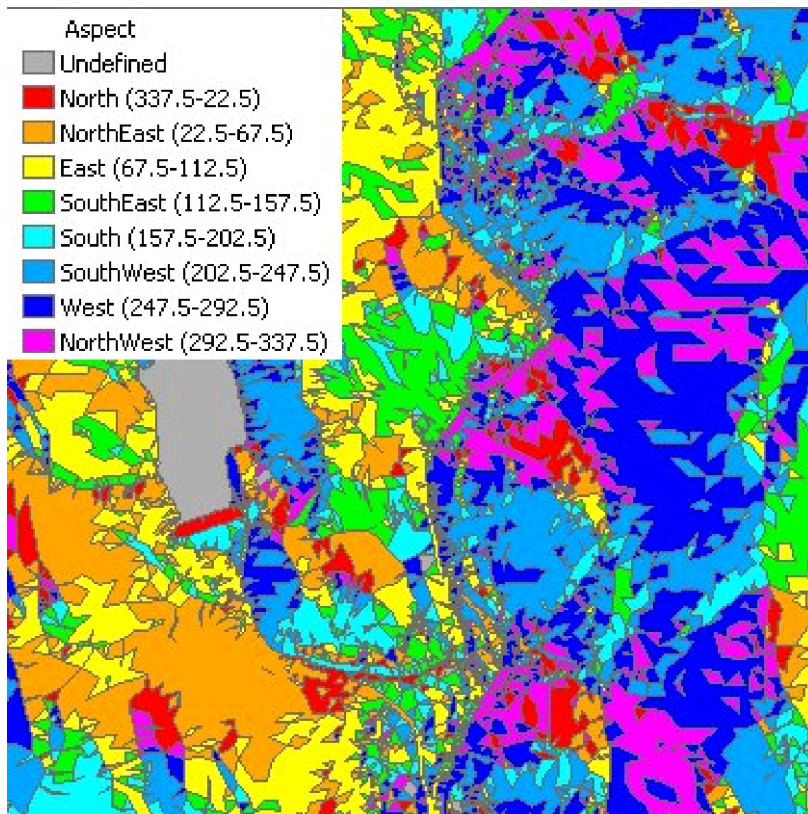 Aspect
Undefined
North (337.5-22.5)
NorthEast (22.5-67.5)
East (67.5-112.5)
SouthEast (112.5-157.5)
South (157.5-202.5)
SouthWest (202.5-247.5)
West (247.5-292.5)
NorthWest (292.5-337.5)